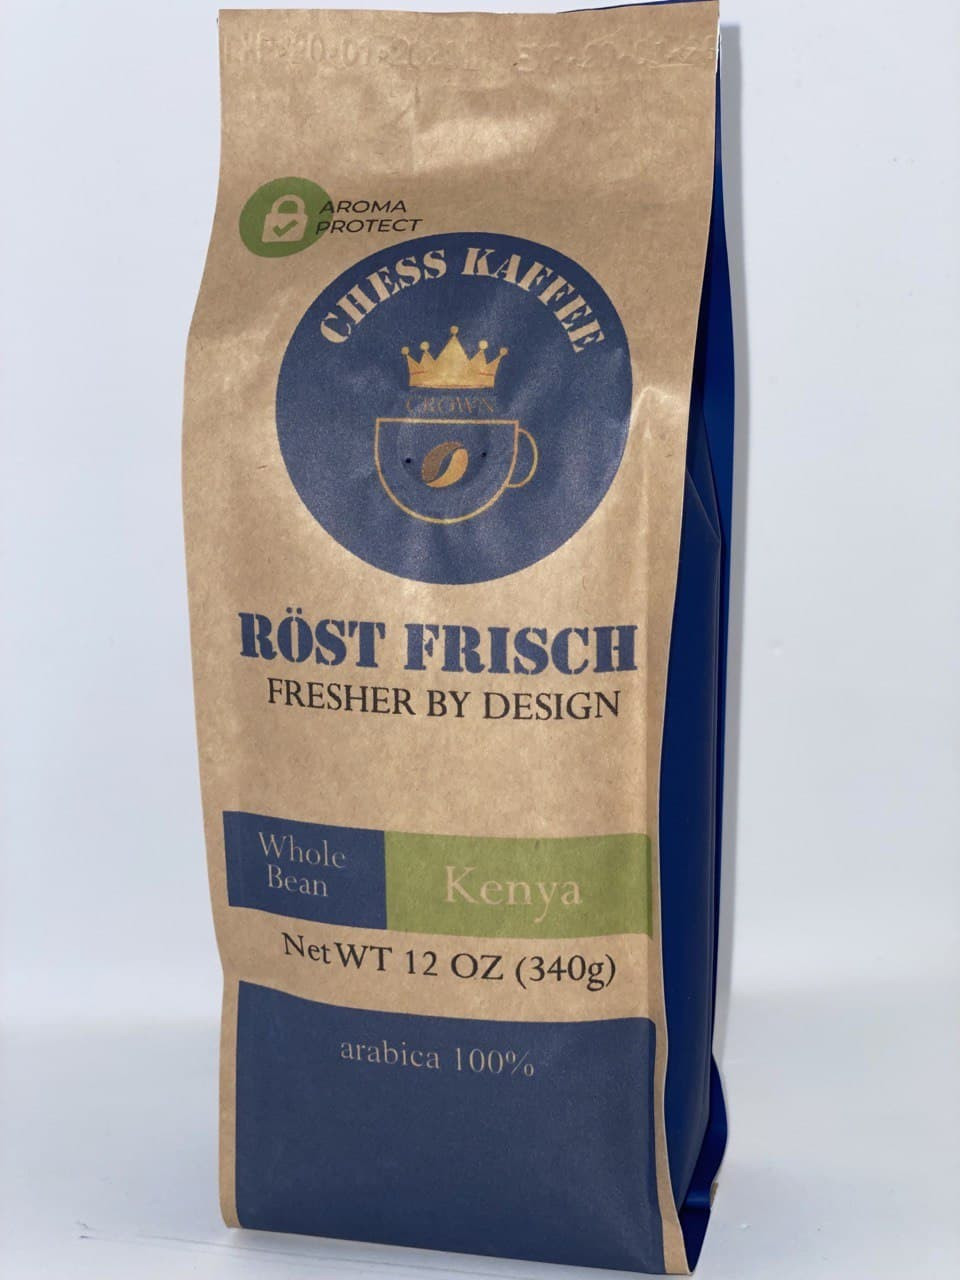 AROMA
PROTECT
CHESS KAFFEE
CROWN
RÖST FRISCH
FRESHER BY DESIGN
Whole
Bean
Kenya
Net WT 12 OZ (340g)
arabica 100%